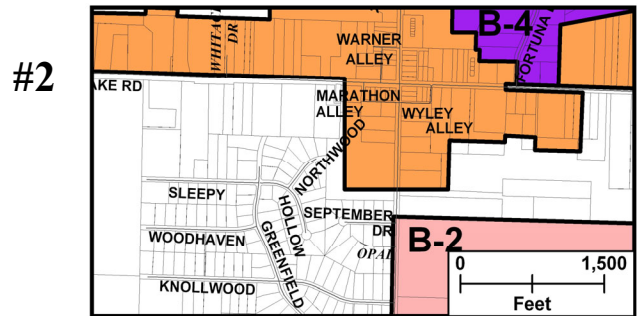 #2
B-4
WHITAC
DR
WARNER
ALLEY
FORTUNA
AKE RD
MARATHON
ALLEY
WYLEY
ALLEY
NORTHWOOD
SLEEPY
HOLLOW
SEPTEMBER
DR
GREENFIELD
WOODHAVEN
OPAL
B-2
KNOLLWOOD
0
1,500
Feet